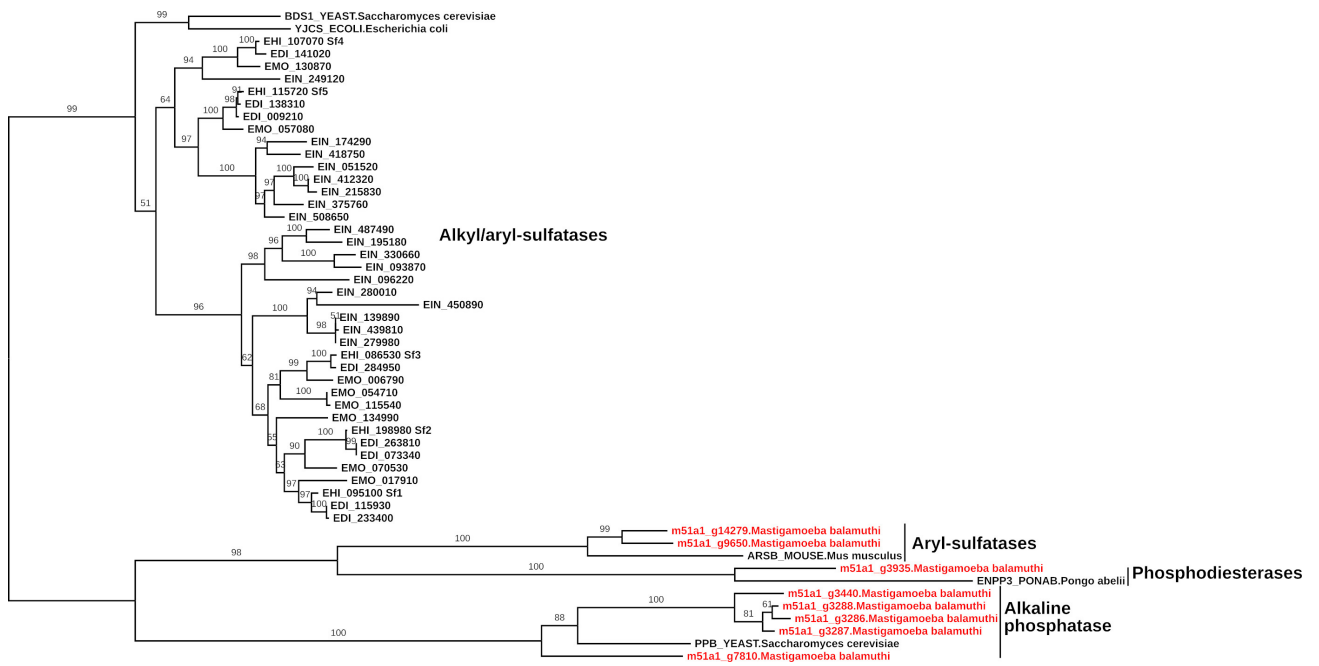 99
BDS1_YEAST.Saccharomyces cerevisiae
YJCS_ECOLI.Escherichia coli
100
EHI_107070 Sf4
100
EDI_141020
94
EMO_130870
EIN_249120
64
91
EHI_115720 Sf5
98
EDI_138310
99
100
EDI_009210
EMO_057080
97
94
EIN_174290
EIN_418750
100
100
EIN_051520
97
100
EIN_412320
97
EIN_215830
EIN_375760
51
EIN_508650
100
EIN_487490
96
EIN_195180
Alkyl/aryl-sulfatases
98
100
EIN_330660
EIN_093870
EIN_096220
94
EIN_280010
96
100
EIN_450890
51
EIN_139890
98
EIN_439810
EIN_279980
62
100
EHI_086530 Sf3
99
EDI_284950
81
EMO_006790
100
EMO_054710
68
EMO_115540
EMO_134990
55
100
EHI_198980 Sf2
90
99
EDI_263810
EDI_073340
53
EMO_070530
97
EMO_017910
97
EHI_095100 Sf1
100
EDI_115930
EDI_233400
99
m51a1_g14279.Mastigamoeba balamuthi
100
m51a1_g9650.Mastigamoeba balamuthi
Aryl-sulfatases
98
ARSB_MOUSE.Mus musculus
100
m51a1_g3935.Mastigamoeba balamuthi
Phosphodiesterases
ENPP3_PONAB.Pongo abelii
100
m51a1_g3440.Mastigamoeba balamuthi
61
m51a1_g3288.Mastigamoeba balamuthi
Alkaline
88
81
m51a1_g3286.Mastigamoeba balamuthi
phosphatase
100
m51a1_g3287.Mastigamoeba balamuthi
PPB_YEAST.Saccharomyces cerevisiae
m51a1_g7810.Mastigamoeba balamuthi